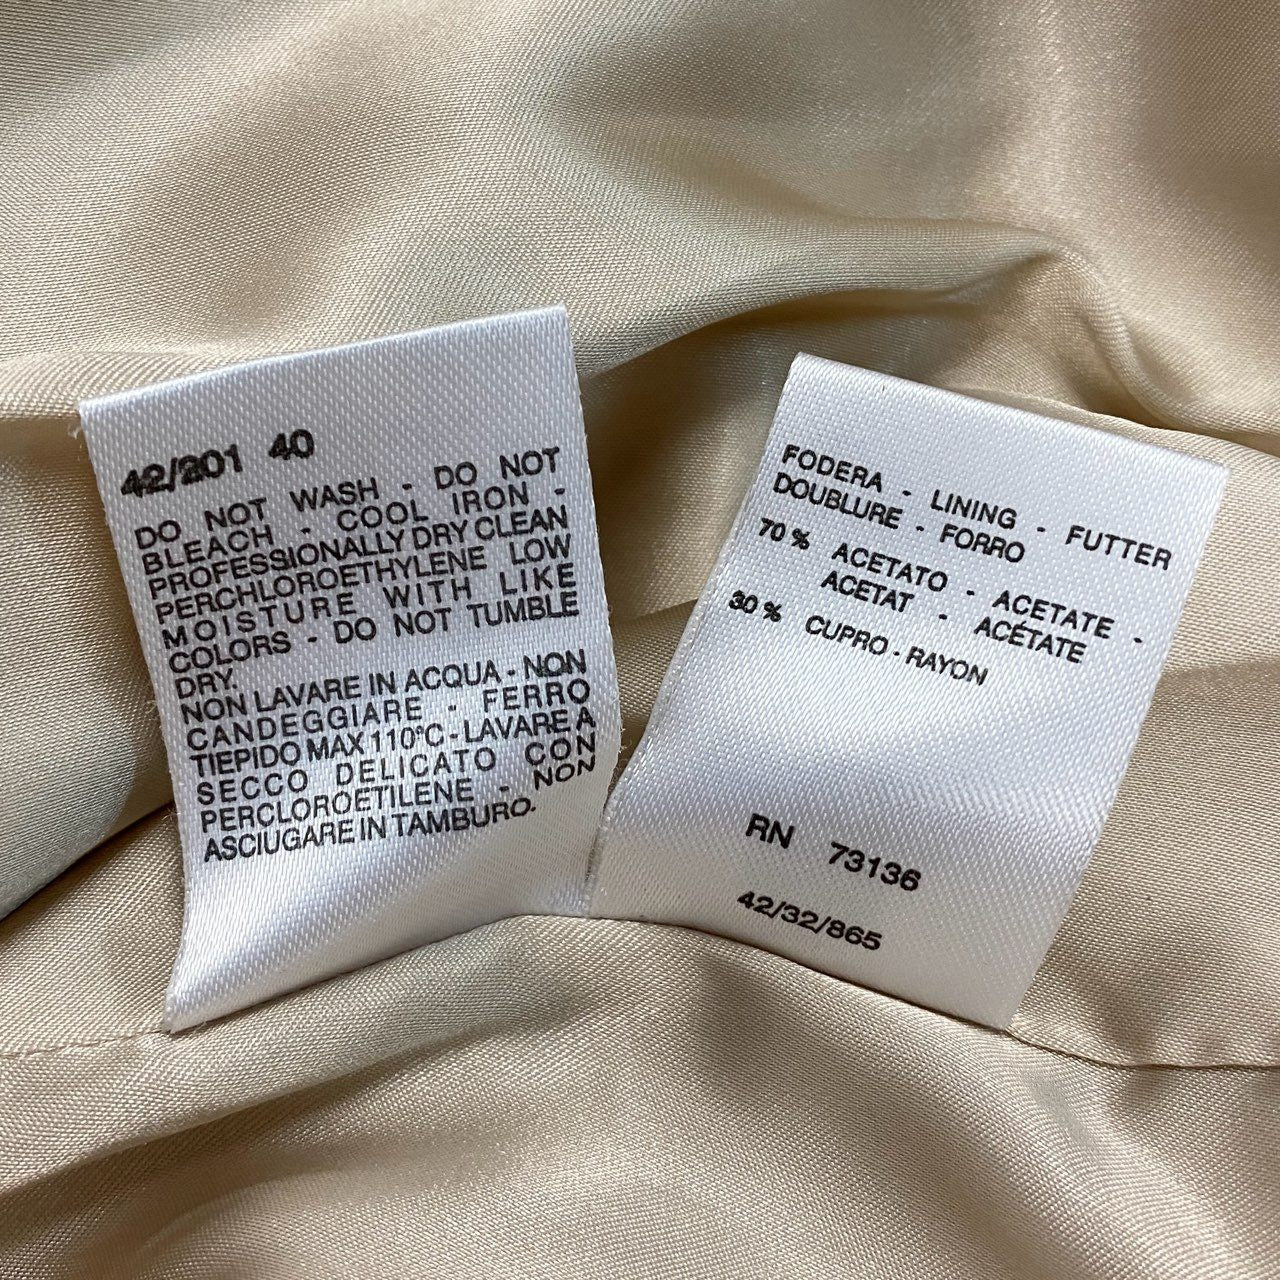 42/201 40
DO NOT WASH - DO NOT
BLEACH - COOL IRON -
PROFESSIONALLY DRY CLEAN
PERCHLOROETHYLENE LOW
MOISTURE WITH LIKE
COLORS - DO NOT TUMBLE
DRY.
NON LAVARE IN ACQUA - NON
CANDEGGIARE - FERRO
TIEPIDO MAX 110°C - LAVARE A
SECCO DELICATO CON
PERCLOROETILENE - NON
ASCIUGARE IN TAMBURO.
FODERA - LINING - FUTTER
DOUBLURE - FORRO
70 % ACETATO - ACETATE -
ACETAT - ACÉTATE
30 % CUPRO - RAYON
RN 73136
42/32/865